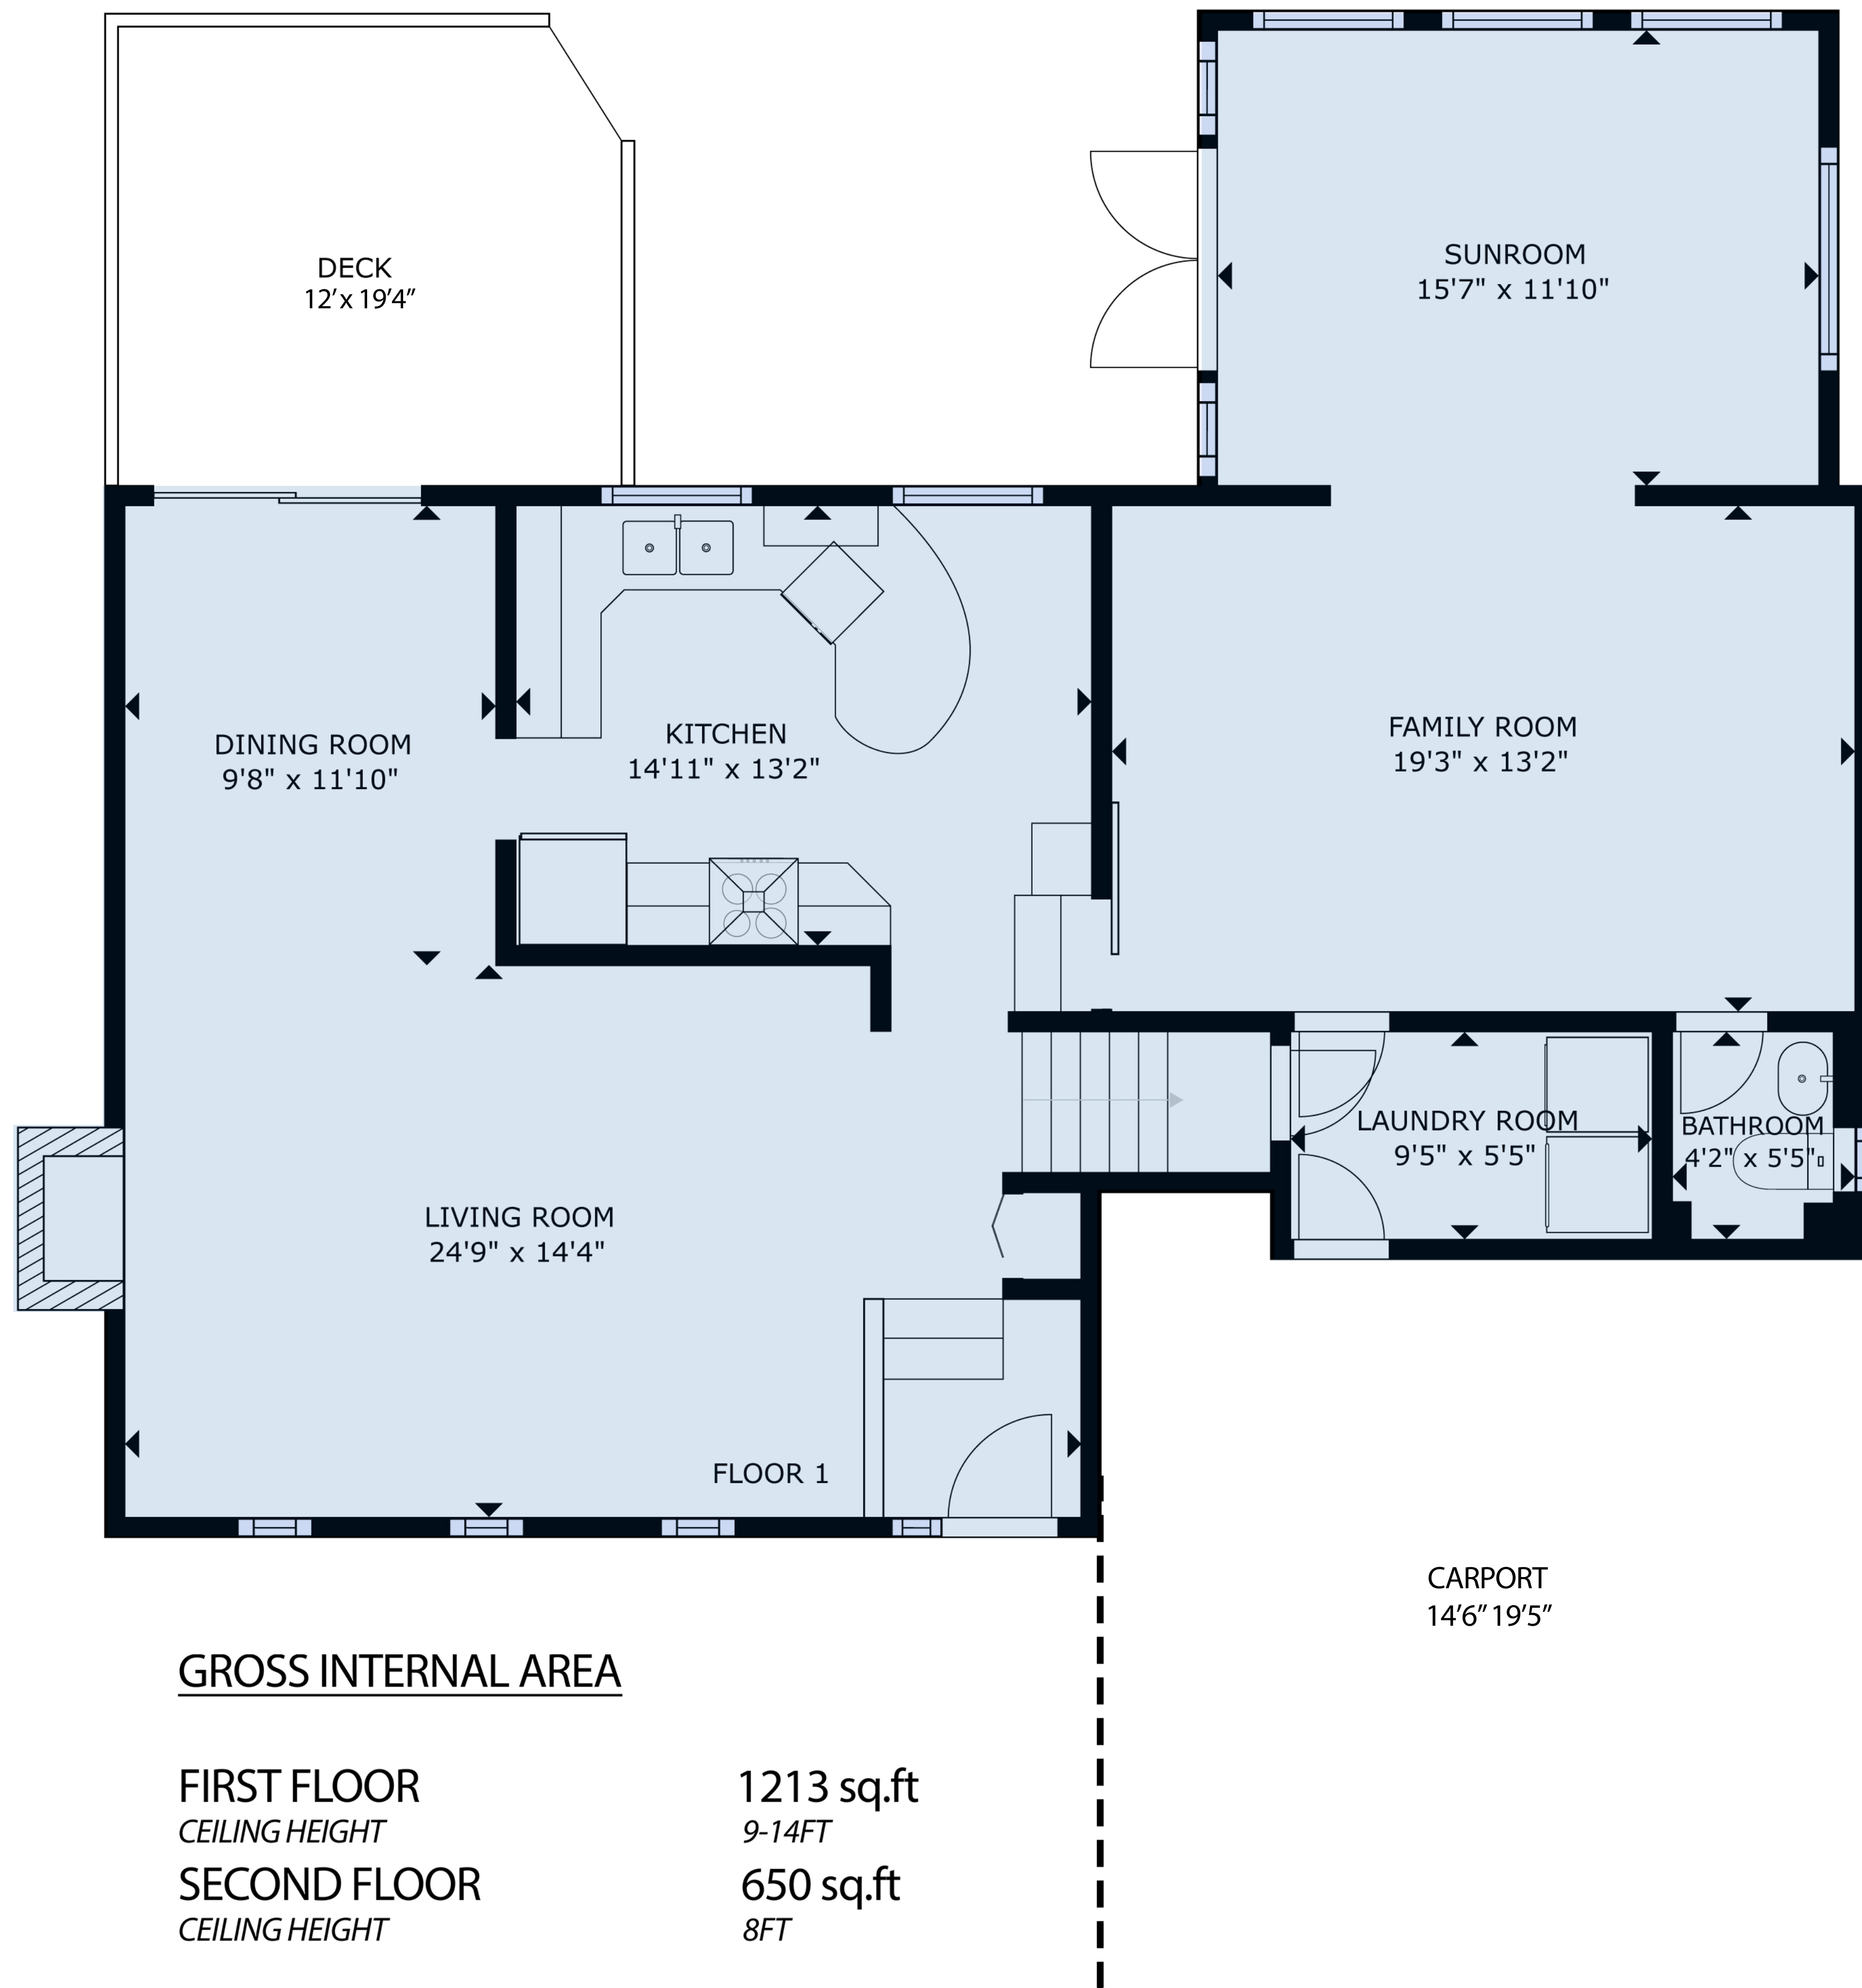 DECK
12’x 19’4”
SUNROOM
15'7" x 11'10"
DINING ROOM
9'8" x 11'10"
KITCHEN
14'11" x 13'2"
FAMILY ROOM
19'3" x 13'2"
LAUNDRY ROOM
9'5" x 5'5"
BATHROOM
4'2" x 5'5"
LIVING ROOM
24'9" x 14'4"
FLOOR 1
CARPORT
14’6” 19’5”
GROSS INTERNAL AREA
FIRST FLOOR 1213 sq.ft
CEILING HEIGHT 9-14FT
SECOND FLOOR 650 sq.ft
CEILING HEIGHT 8FT